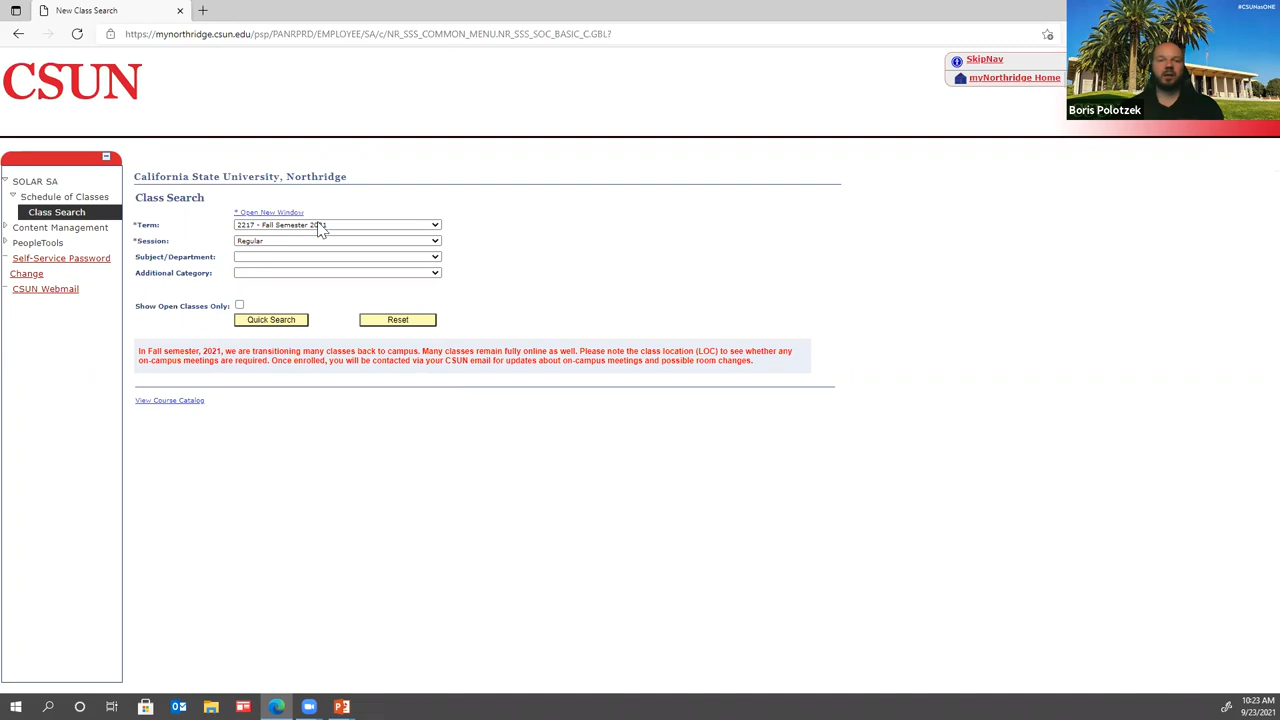 New Class Search
https://mynorthridge.csun.edu/psp/PANRPRD/EMPLOYEE/SA/c/NR_SSS_COMMON_MENU.NR_SSS_SOC_BASIC_C.GBL?
#CSUNasONE
CSUN
SkipNav
myNorthridge Home
Boris Polotzek
SOLAR SA
Schedule of Classes
Class Search
Content Management
PeopleTools
Self-Service Password
Change
CSUN Webmail
California State University, Northridge
Class Search
* Open New Window
*Term: 2217 - Fall Semester 2021
*Session: Regular
Subject/Department:
Additional Category:
Show Open Classes Only:
Quick Search Reset
In Fall semester, 2021, we are transitioning many classes back to campus. Many classes remain fully online as well. Please note the class location (LOC) to see whether any
on-campus meetings are required. Once enrolled, you will be contacted via your CSUN email for updates about on-campus meetings and possible room changes.
View Course Catalog
10:23 AM
9/23/2021